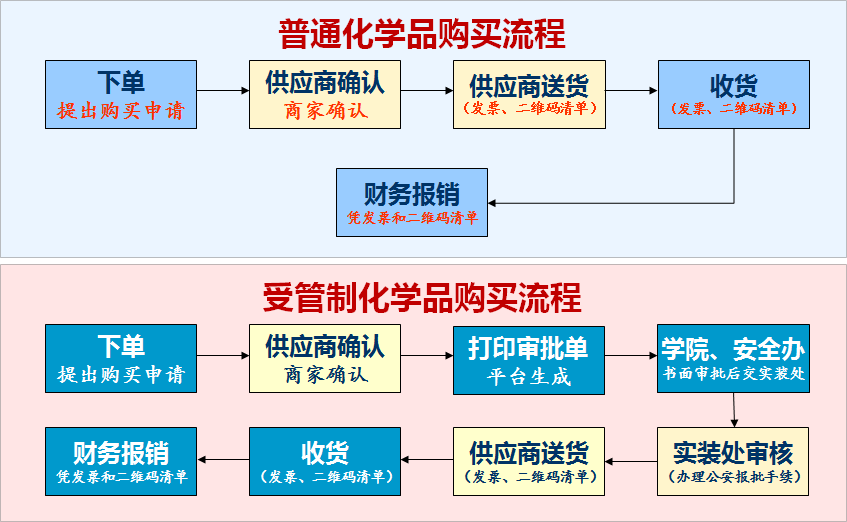 普通化学品购买流程
下单
提出购买申请
供应商确认
商家确认
供应商送货
（发票、二维码清单）
收货
（发票、二维码清单）
财务报销
凭发票和二维码清单
受管制化学品购买流程
下单
提出购买申请
供应商确认
商家确认
打印审批单
平台生成
学院、安全办
书面审批后交实装处
实装处审核
（办理公安报批手续）
供应商送货
（发票、二维码清单）
收货
（发票、二维码清单）
财务报销
凭发票和二维码清单